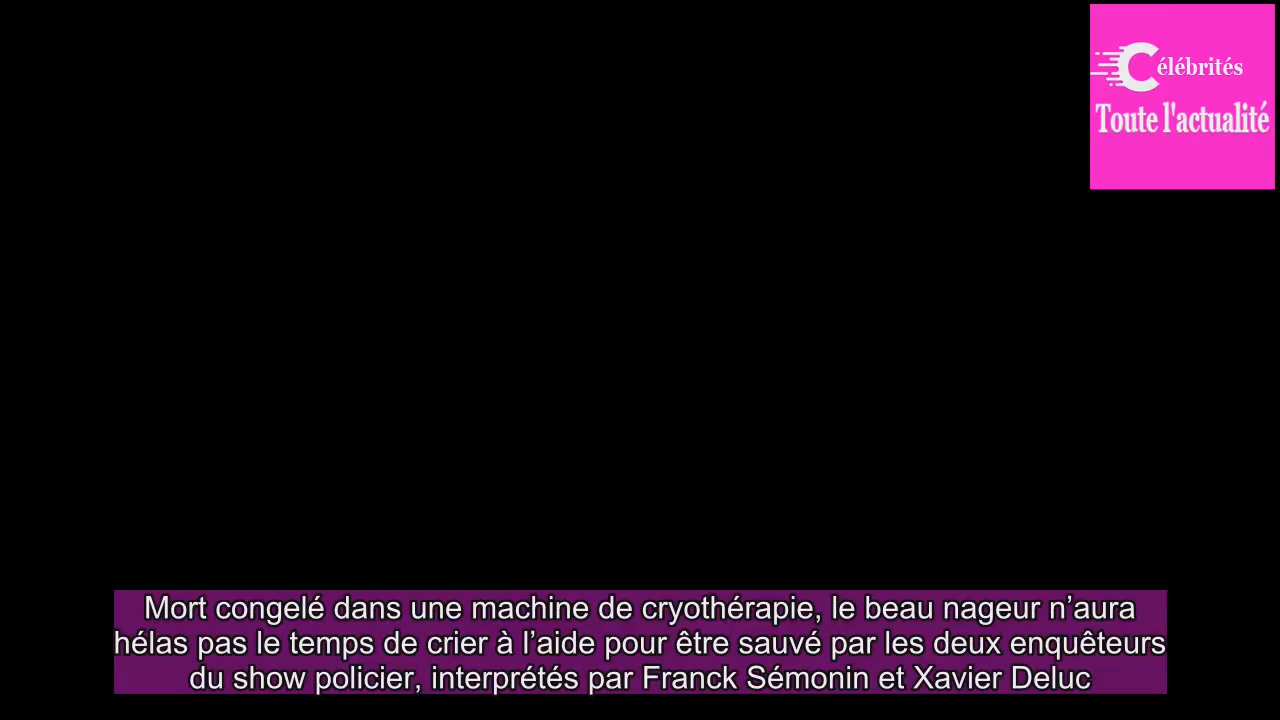 Célébrités
Toute l'actualité
Mort congelé dans une machine de cryothérapie, le beau nageur n’aura
hélas pas le temps de crier à l’aide pour être sauvé par les deux enquêteurs
du show policier, interprétés par Franck Sémonin et Xavier Deluc